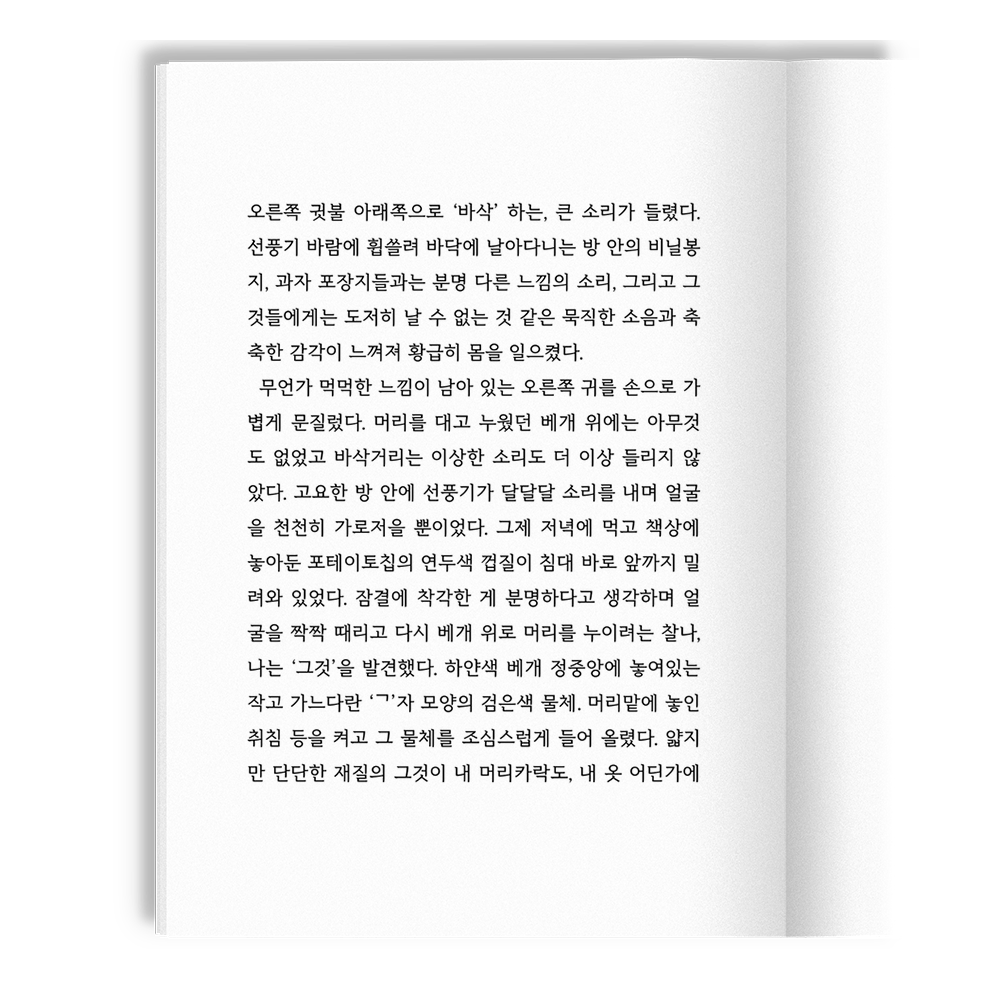 오른쪽 귓불 아래쪽으로 ‘바삭’ 하는, 큰 소리가 들렸다.
선풍기 바람에 휩쓸려 바닥에 날아다니는 방 안의 비닐봉
지, 과자 포장지들과는 분명 다른 느낌의 소리, 그리고 그
것들에게는 도저히 날 수 없는 것 같은 묵직한 소음과 축
축한 감각이 느껴져 황급히 몸을 일으켰다.
무언가 먹먹한 느낌이 남아 있는 오른쪽 귀를 손으로 가
볍게 문질렀다. 머리를 대고 누웠던 베개 위에는 아무것
도 없었고 바삭거리는 이상한 소리도 더 이상 들리지 않
았다. 고요한 방 안에 선풍기가 달달달 소리를 내며 얼굴
을 천천히 가로저을 뿐이었다. 그제 저녁에 먹고 책상에
놓아둔 포테이토칩의 연두색 껍질이 침대 바로 앞까지 밀
려와 있었다. 잠결에 착각한 게 분명하다고 생각하며 얼
굴을 짝짝 때리고 다시 베개 위로 머리를 누이려는 찰나,
나는 ‘그것’을 발견했다. 하얀색 베개 정중앙에 놓여있는
작고 가느다란 ‘ㄱ’자 모양의 검은색 물체. 머리맡에 놓인
취침 등을 켜고 그 물체를 조심스럽게 들어 올렸다. 얇지
만 단단한 재질의 그것이 내 머리카락도, 내 옷 어딘가에